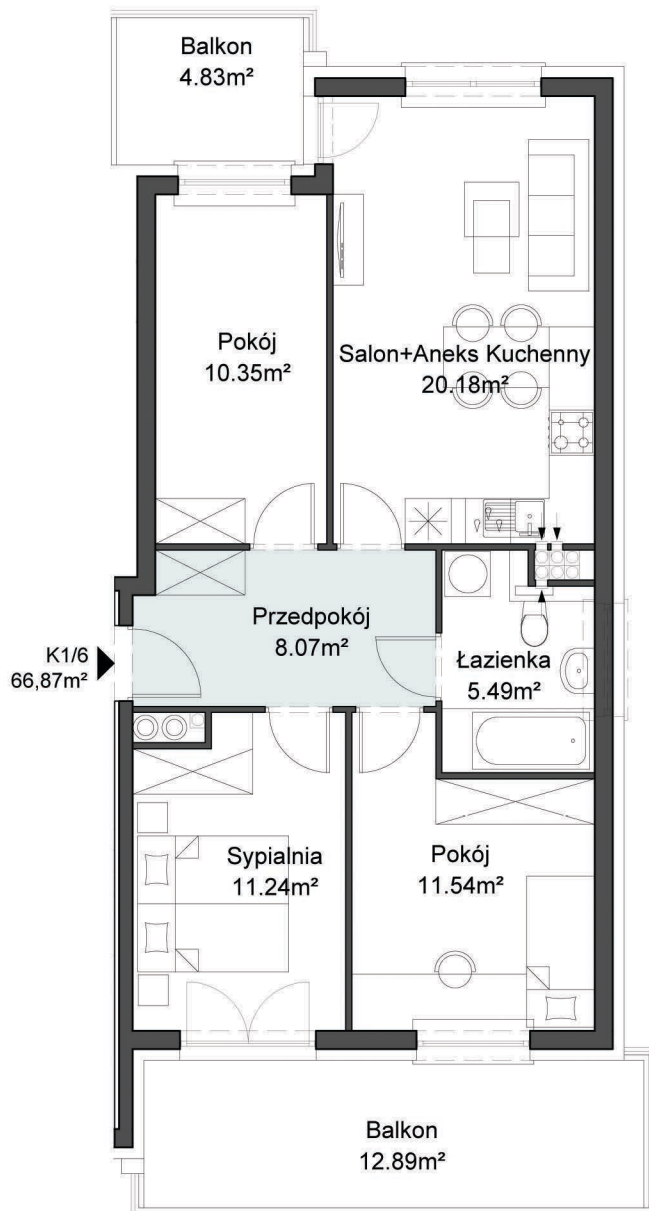 Balkon
4.83m²
Pokój
10.35m²
Salon+Aneks Kuchenny
20.18m²
Przedpokój
8.07m²
K1/6
66,87m²
Łazienka
5.49m²
Sypialnia
11.24m²
Pokój
11.54m²
Balkon
12.89m²